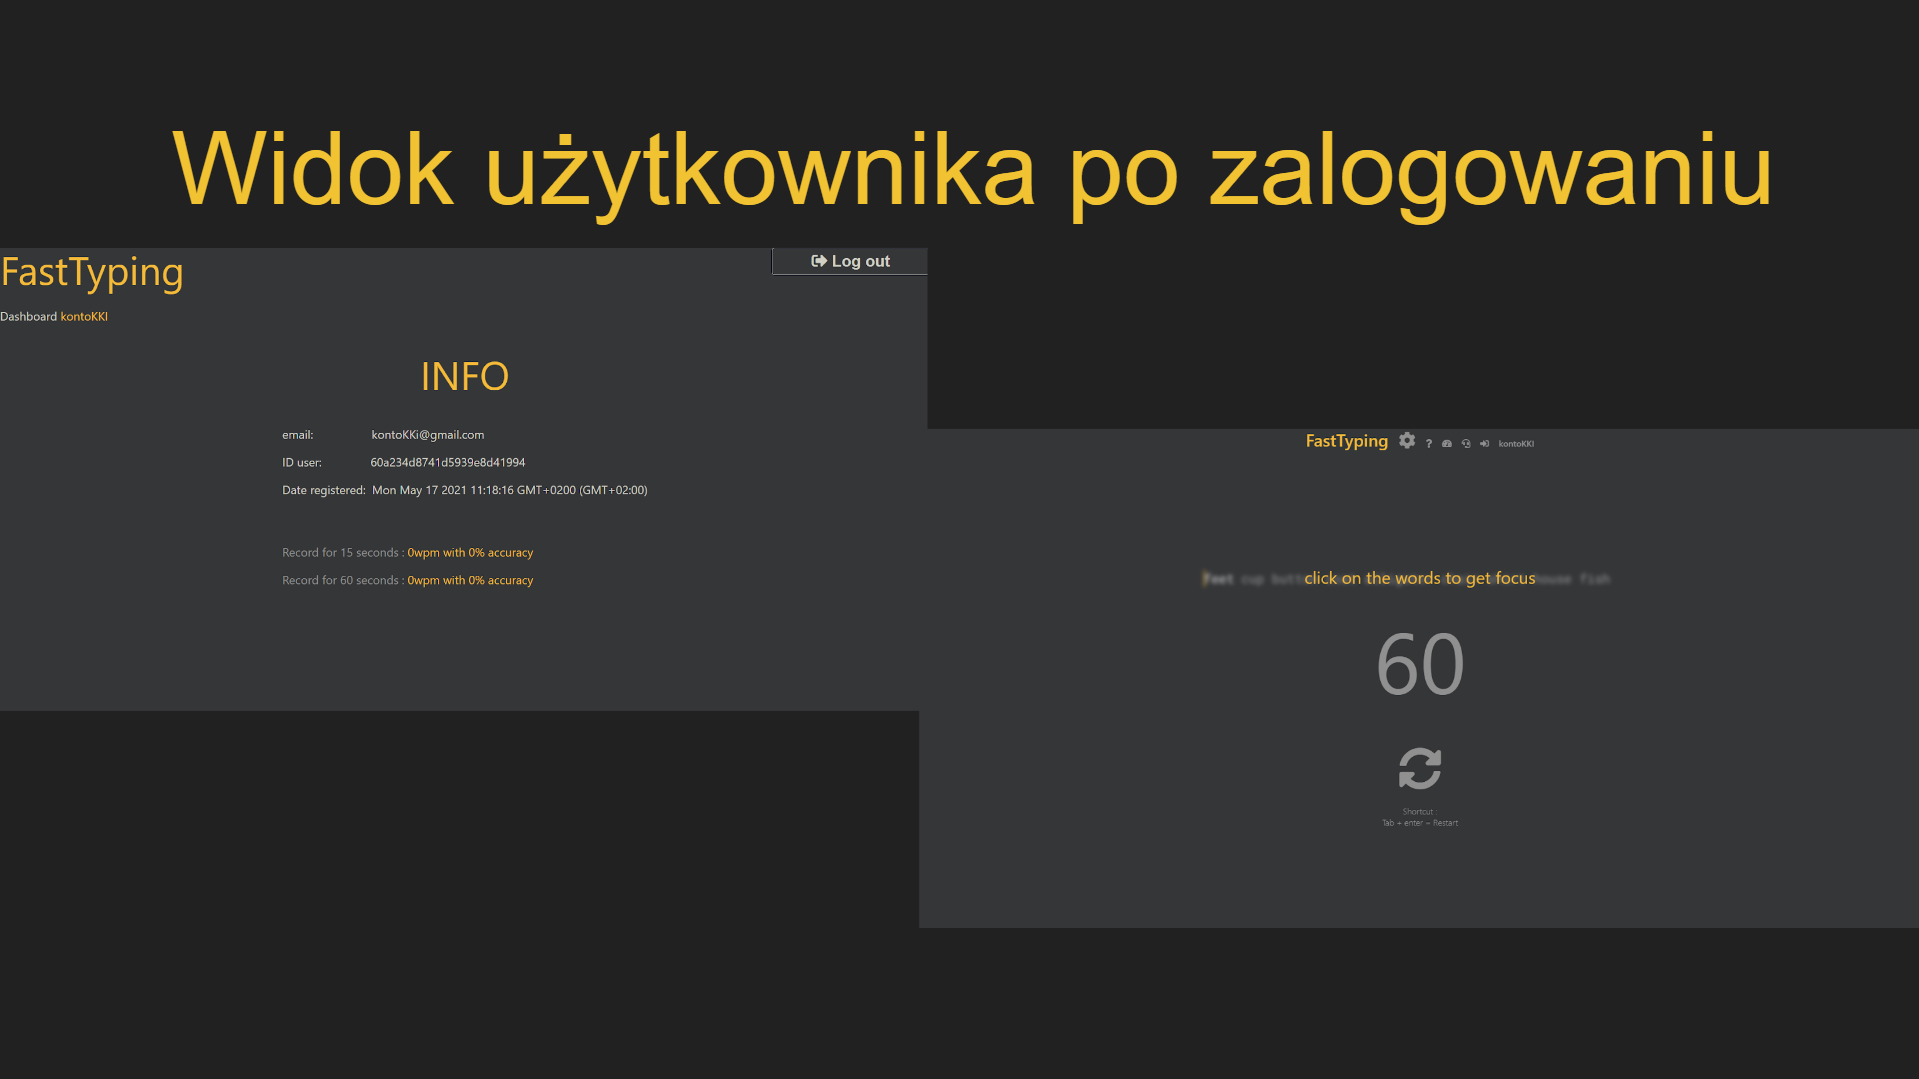 Widok użytkownika po zalogowaniu
FastTyping
Log out
Dashboard kontoKKI
INFO
email: kontoKKi@gmail.com
ID user: 60a234d8741d5939e8d41994
Date registered: Mon May 17 2021 11:18:16 GMT+0200 (GMT+02:00)
Record for 15 seconds : 0wpm with 0% accuracy
Record for 60 seconds : 0wpm with 0% accuracy
FastTyping ? kontoKKI
feet cup click on the words to get focus house fish
60
Shortcut :
Tab + enter = Restart